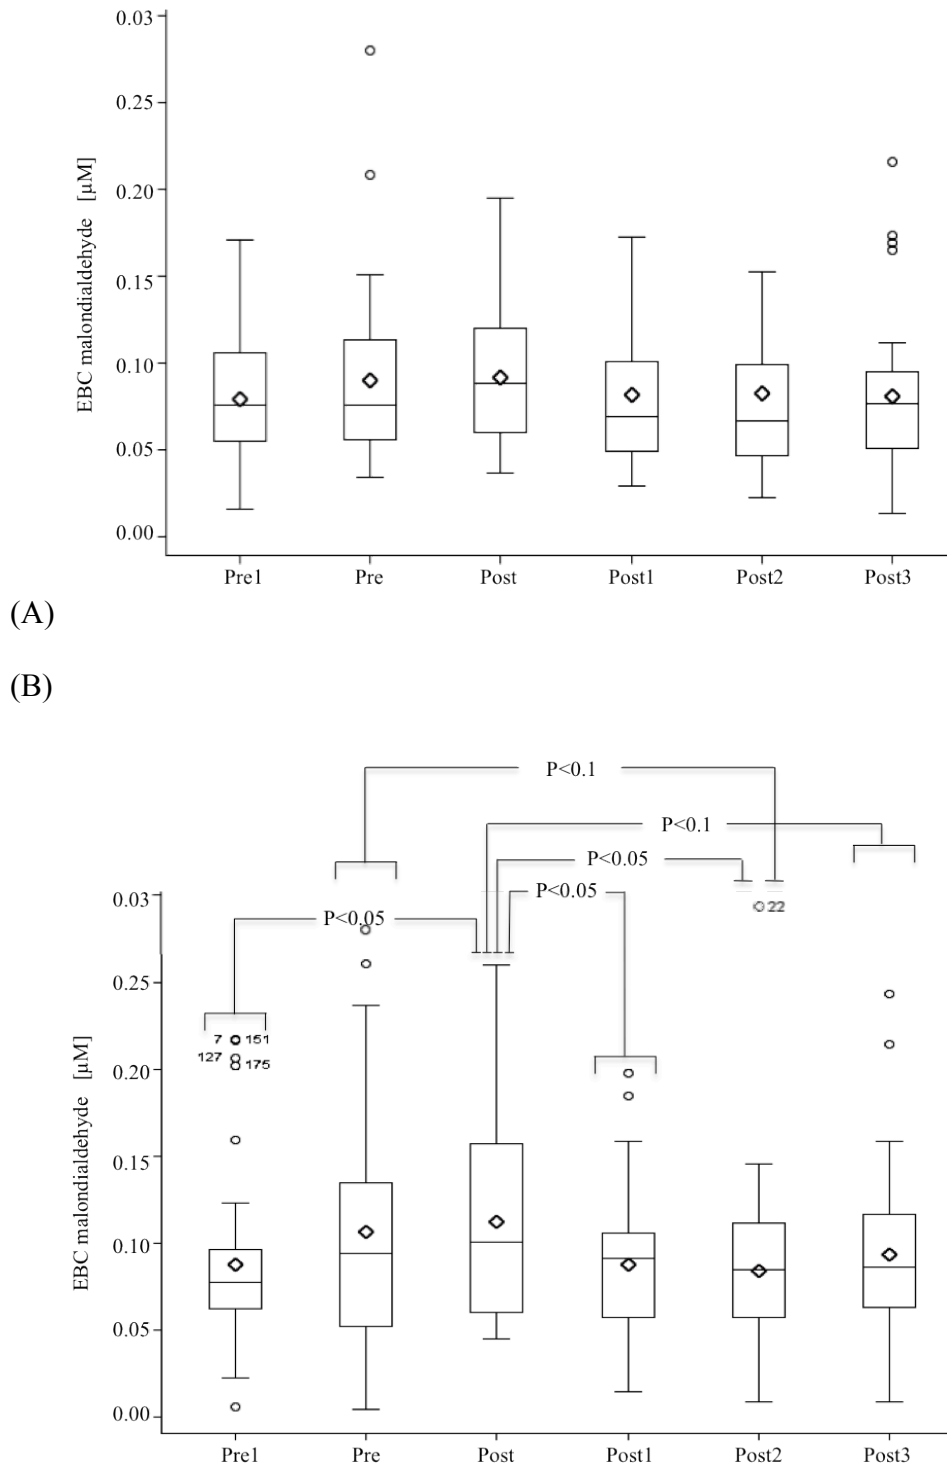 0.03
0.25
0.20
0.15
0.10
0.05
0.00
EBC malondialdehyde [µM]
Pre1 Pre Post Post1 Post2 Post3
(A)
(B)
P<0.1
P<0.1
P<0.05
P<0.05
P<0.05
22
7 151
127 175
0.03
0.25
0.20
0.15
0.10
0.05
0.00
EBC malondialdehyde [µM]
Pre1 Pre Post Post1 Post2 Post3